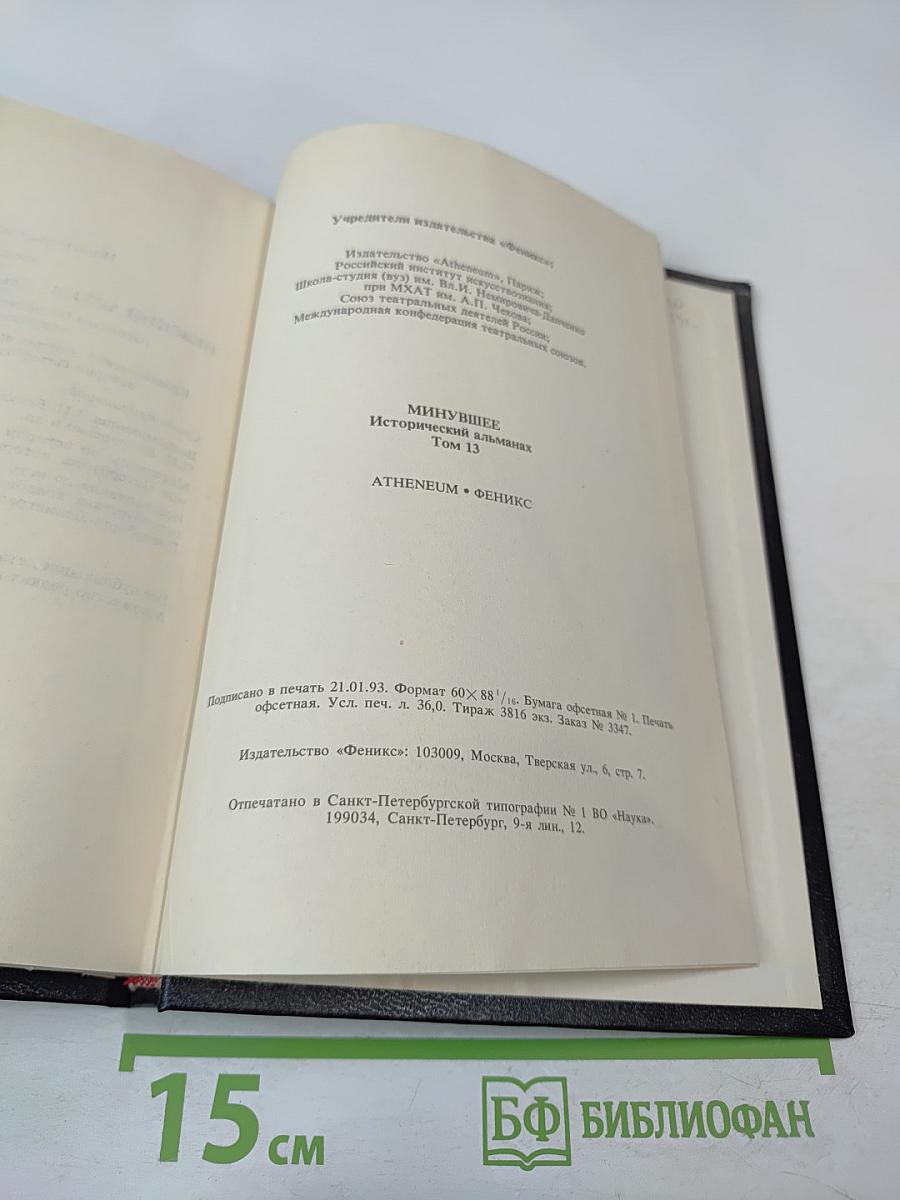 Учредители издательства «Феникс»:
Издательство «Atheneum», Париж;
Российский институт искусствознания;
Школа-студия (вуз) им. Вл.И. Немировича-Данченко
при МХАТ им. А.П. Чехова;
Союз театральных деятелей России;
Международная конфедерация театральных союзов.
МИНУВШЕЕ
Исторический альманах
Том 13
ATHENEUM • ФЕНИКС
Подписано в печать 21.01.93. Формат 60×88 1/16. Бумага офсетная № 1. Печать
офсетная. Усл. печ. л. 36,0. Тираж 3816 экз. Заказ № 3347.
Издательство «Феникс»: 103009, Москва, Тверская ул., 6, стр. 7.
Отпечатано в Санкт-Петербургской типографии № 1 ВО «Наука».
199034, Санкт-Петербург, 9-я лин., 12.
15 см
БФ БИБЛИОФАН